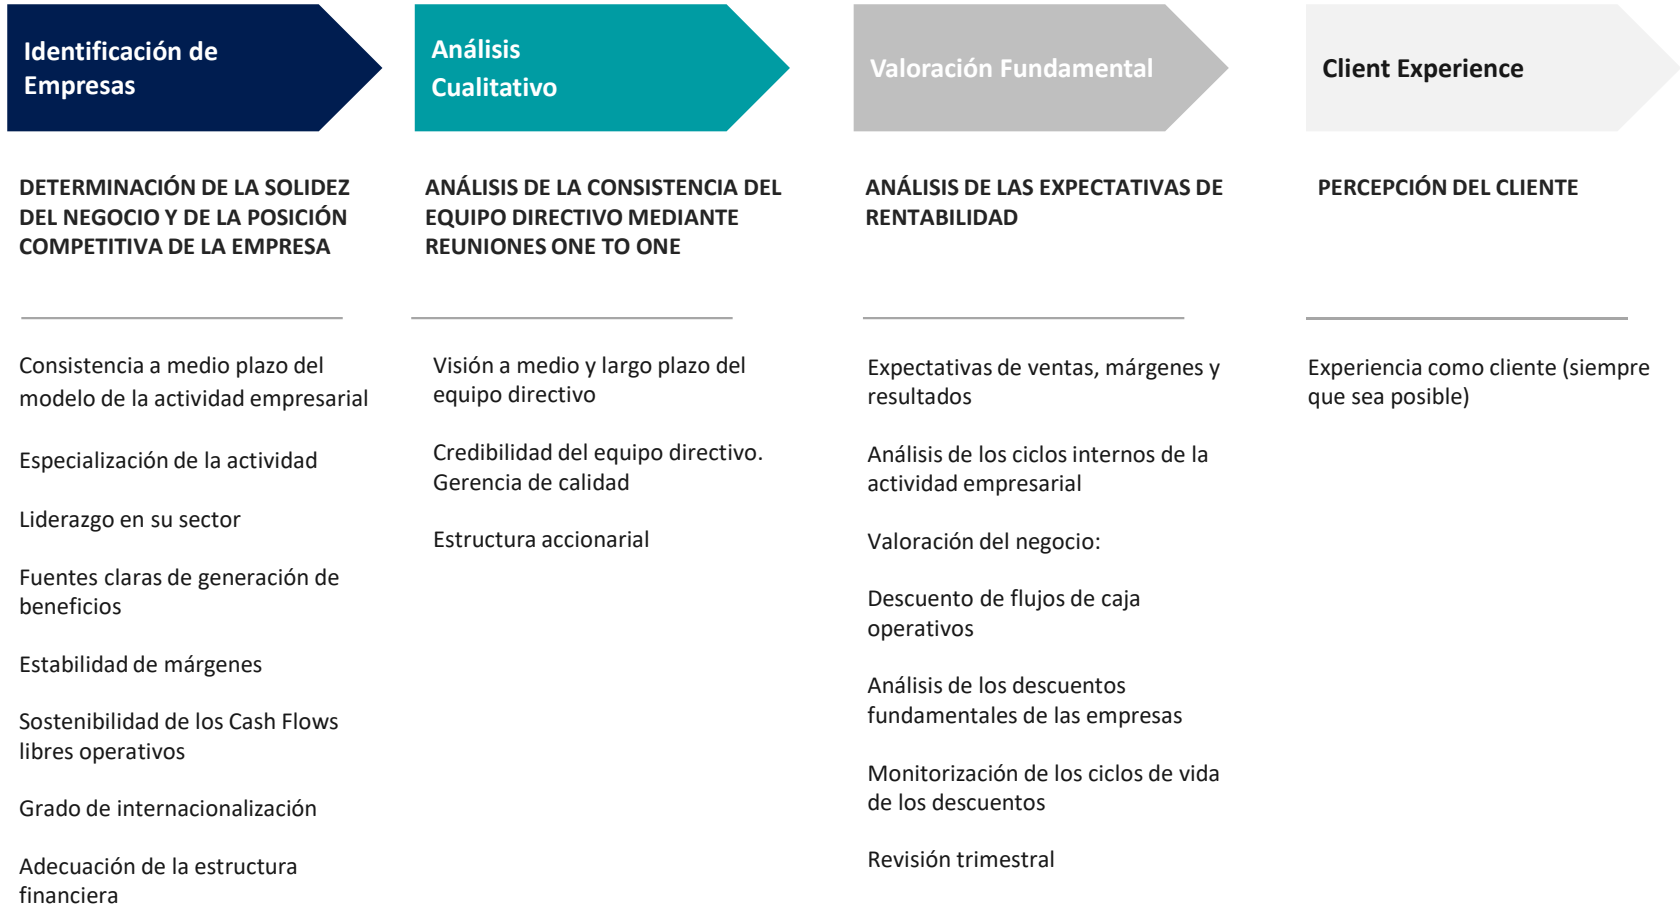 Identificación de
Empresas
DETERMINACIÓN DE LA SOLIDEZ
DEL NEGOCIO Y DE LA POSICIÓN
COMPETITIVA DE LA EMPRESA
Consistencia a medio plazo del
modelo de la actividad empresarial
Especialización de la actividad
Liderazgo en su sector
Fuentes claras de generación de
beneficios
Estabilidad de márgenes
Sostenibilidad de los Cash Flows
libres operativos
Grado de internacionalización
Adecuación de la estructura
financiera
Análisis
Cualitativo
ANÁLISIS DE LA CONSISTENCIA DEL
EQUIPO DIRECTIVO MEDIANTE
REUNIONES ONE TO ONE
Visión a medio y largo plazo del
equipo directivo
Credibilidad del equipo directivo.
Gerencia de calidad
Estructura accionarial
Valoración Fundamental
ANÁLISIS DE LAS EXPECTATIVAS DE
RENTABILIDAD
Expectativas de ventas, márgenes y
resultados
Análisis de los ciclos internos de la
actividad empresarial
Valoración del negocio:
Descuento de flujos de caja
operativos
Análisis de los descuentos
fundamentales de las empresas
Monitorización de los ciclos de vida
de los descuentos
Revisión trimestral
Client Experience
PERCEPCIÓN DEL CLIENTE
Experiencia como cliente (siempre
que sea posible)